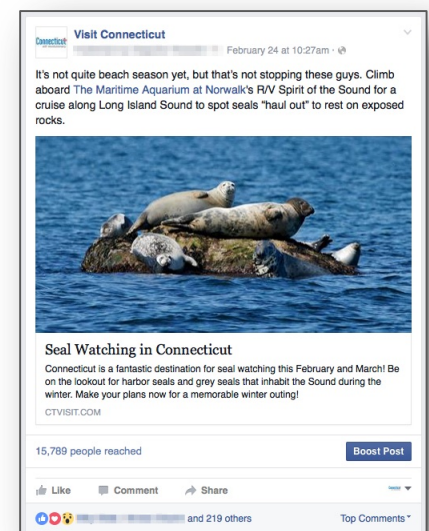 Visit Connecticut
Connecticut
February 24 at 10:27am ·
It's not quite beach season yet, but that's not stopping these guys. Climb
aboard The Maritime Aquarium at Norwalk's R/V Spirit of the Sound for a
cruise along Long Island Sound to spot seals “haul out” to rest on exposed
rocks.
Seal Watching in Connecticut
Connecticut is a fantastic destination for seal watching this February and March! Be
on the lookout for harbor seals and grey seals that inhabit the Sound during the
winter. Make your plans now for a memorable winter outing!
CTVISIT.COM
15,789 people reached
Boost Post
Like Comment Share
and 219 others
Top Comments